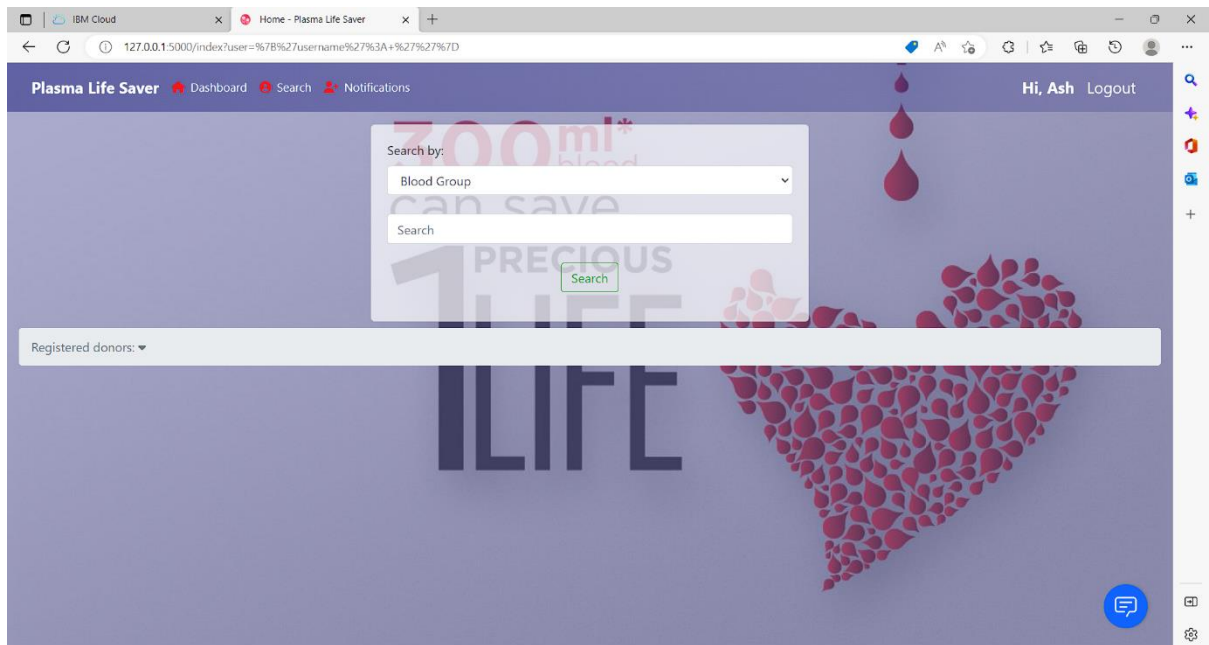 IBM Cloud
Home - Plasma Life Saver
127.0.0.1:5000/index?user=%7B%27username%27%3A+%27%27%7D
Plasma Life Saver Dashboard Search Notifications
Hi, Ash Logout
300 ml*
blood
can save
1 PRECIOUS
LIFE
Search by:
Blood Group
Search
Search
Registered donors: